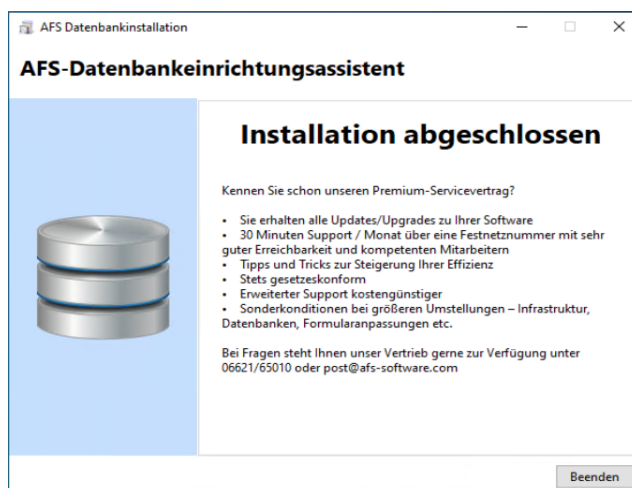 AFS Datenbankinstallation
AFS-Datenbankeinrichtungsassistent
Installation abgeschlossen
Kennen Sie schon unseren Premium-Servicevertrag?
• Sie erhalten alle Updates/Upgrades zu Ihrer Software
• 30 Minuten Support / Monat über eine Festnetznummer mit sehr
guter Erreichbarkeit und kompetenten Mitarbeitern
• Tipps und Tricks zur Steigerung Ihrer Effizienz
• Stets gesetzeskonform
• Erweiterter Support kostengünstiger
• Sonderkonditionen bei größeren Umstellungen – Infrastruktur,
Datenbanken, Formularanpassungen etc.
Bei Fragen steht Ihnen unser Vertrieb gerne zur Verfügung unter
06621/65010 oder post@afs-software.com
Beenden